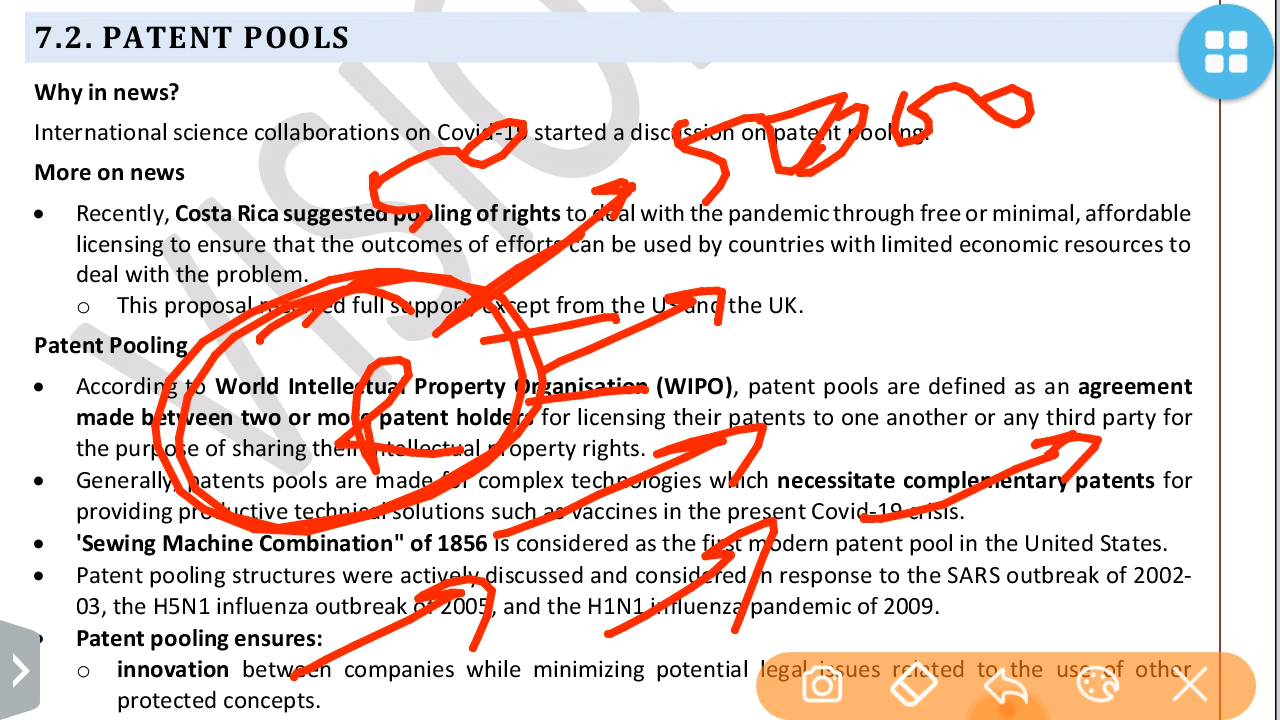 7.2. PATENT POOLS
Why in news?
International science collaborations on Covid-19 started a discussion on patent pooling.
More on news
• Recently, Costa Rica suggested pooling of rights to deal with the pandemic through free or minimal, affordable
licensing to ensure that the outcomes of efforts can be used by countries with limited economic resources to
deal with the problem.
o This proposal received full support, except from the US and the UK.
Patent Pooling
• According to World Intellectual Property Organisation (WIPO), patent pools are defined as an agreement
made between two or more patent holders for licensing their patents to one another or any third party for
the purpose of sharing their intellectual property rights.
• Generally, patents pools are made for complex technologies which necessitate complementary patents for
providing productive technical solutions such as vaccines in the present Covid-19 crisis.
• 'Sewing Machine Combination" of 1856 is considered as the first modern patent pool in the United States.
• Patent pooling structures were actively discussed and considered in response to the SARS outbreak of 2002-
03, the H5N1 influenza outbreak of 2005, and the H1N1 influenza pandemic of 2009.
• Patent pooling ensures:
o innovation between companies while minimizing potential legal issues related to the use of other
protected concepts.
50
500
P